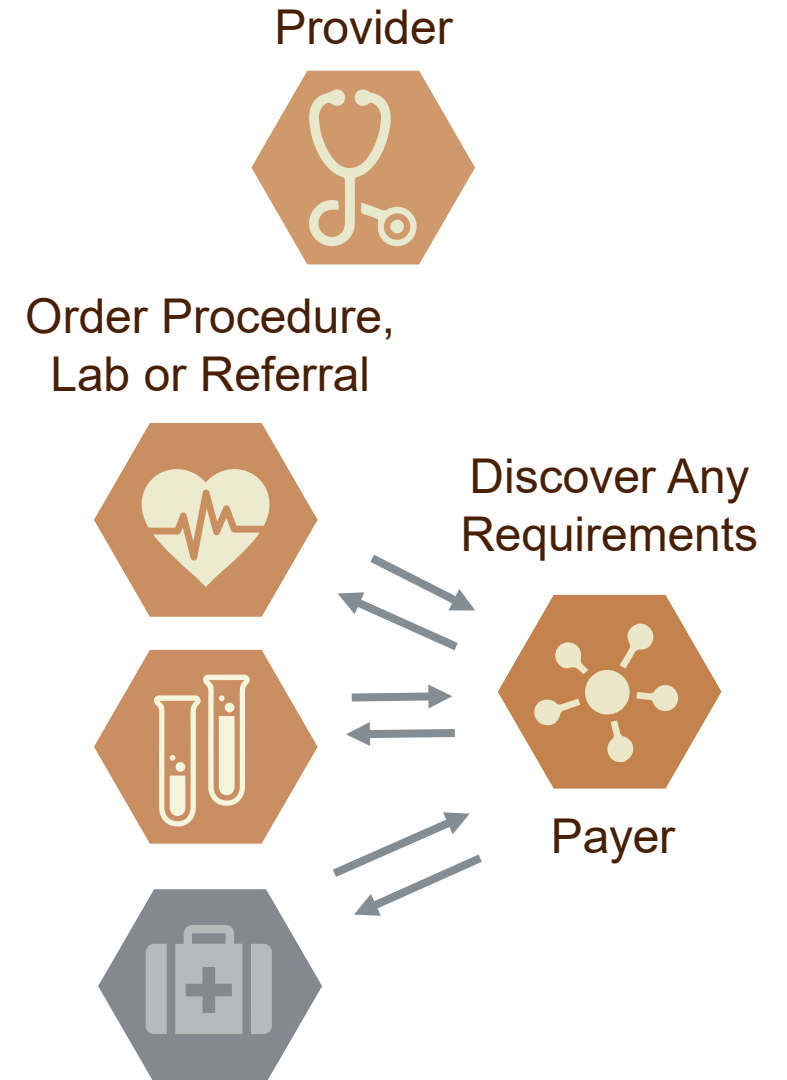 Provider
Order Procedure,
Lab or Referral
Discover Any
Requirements
Payer